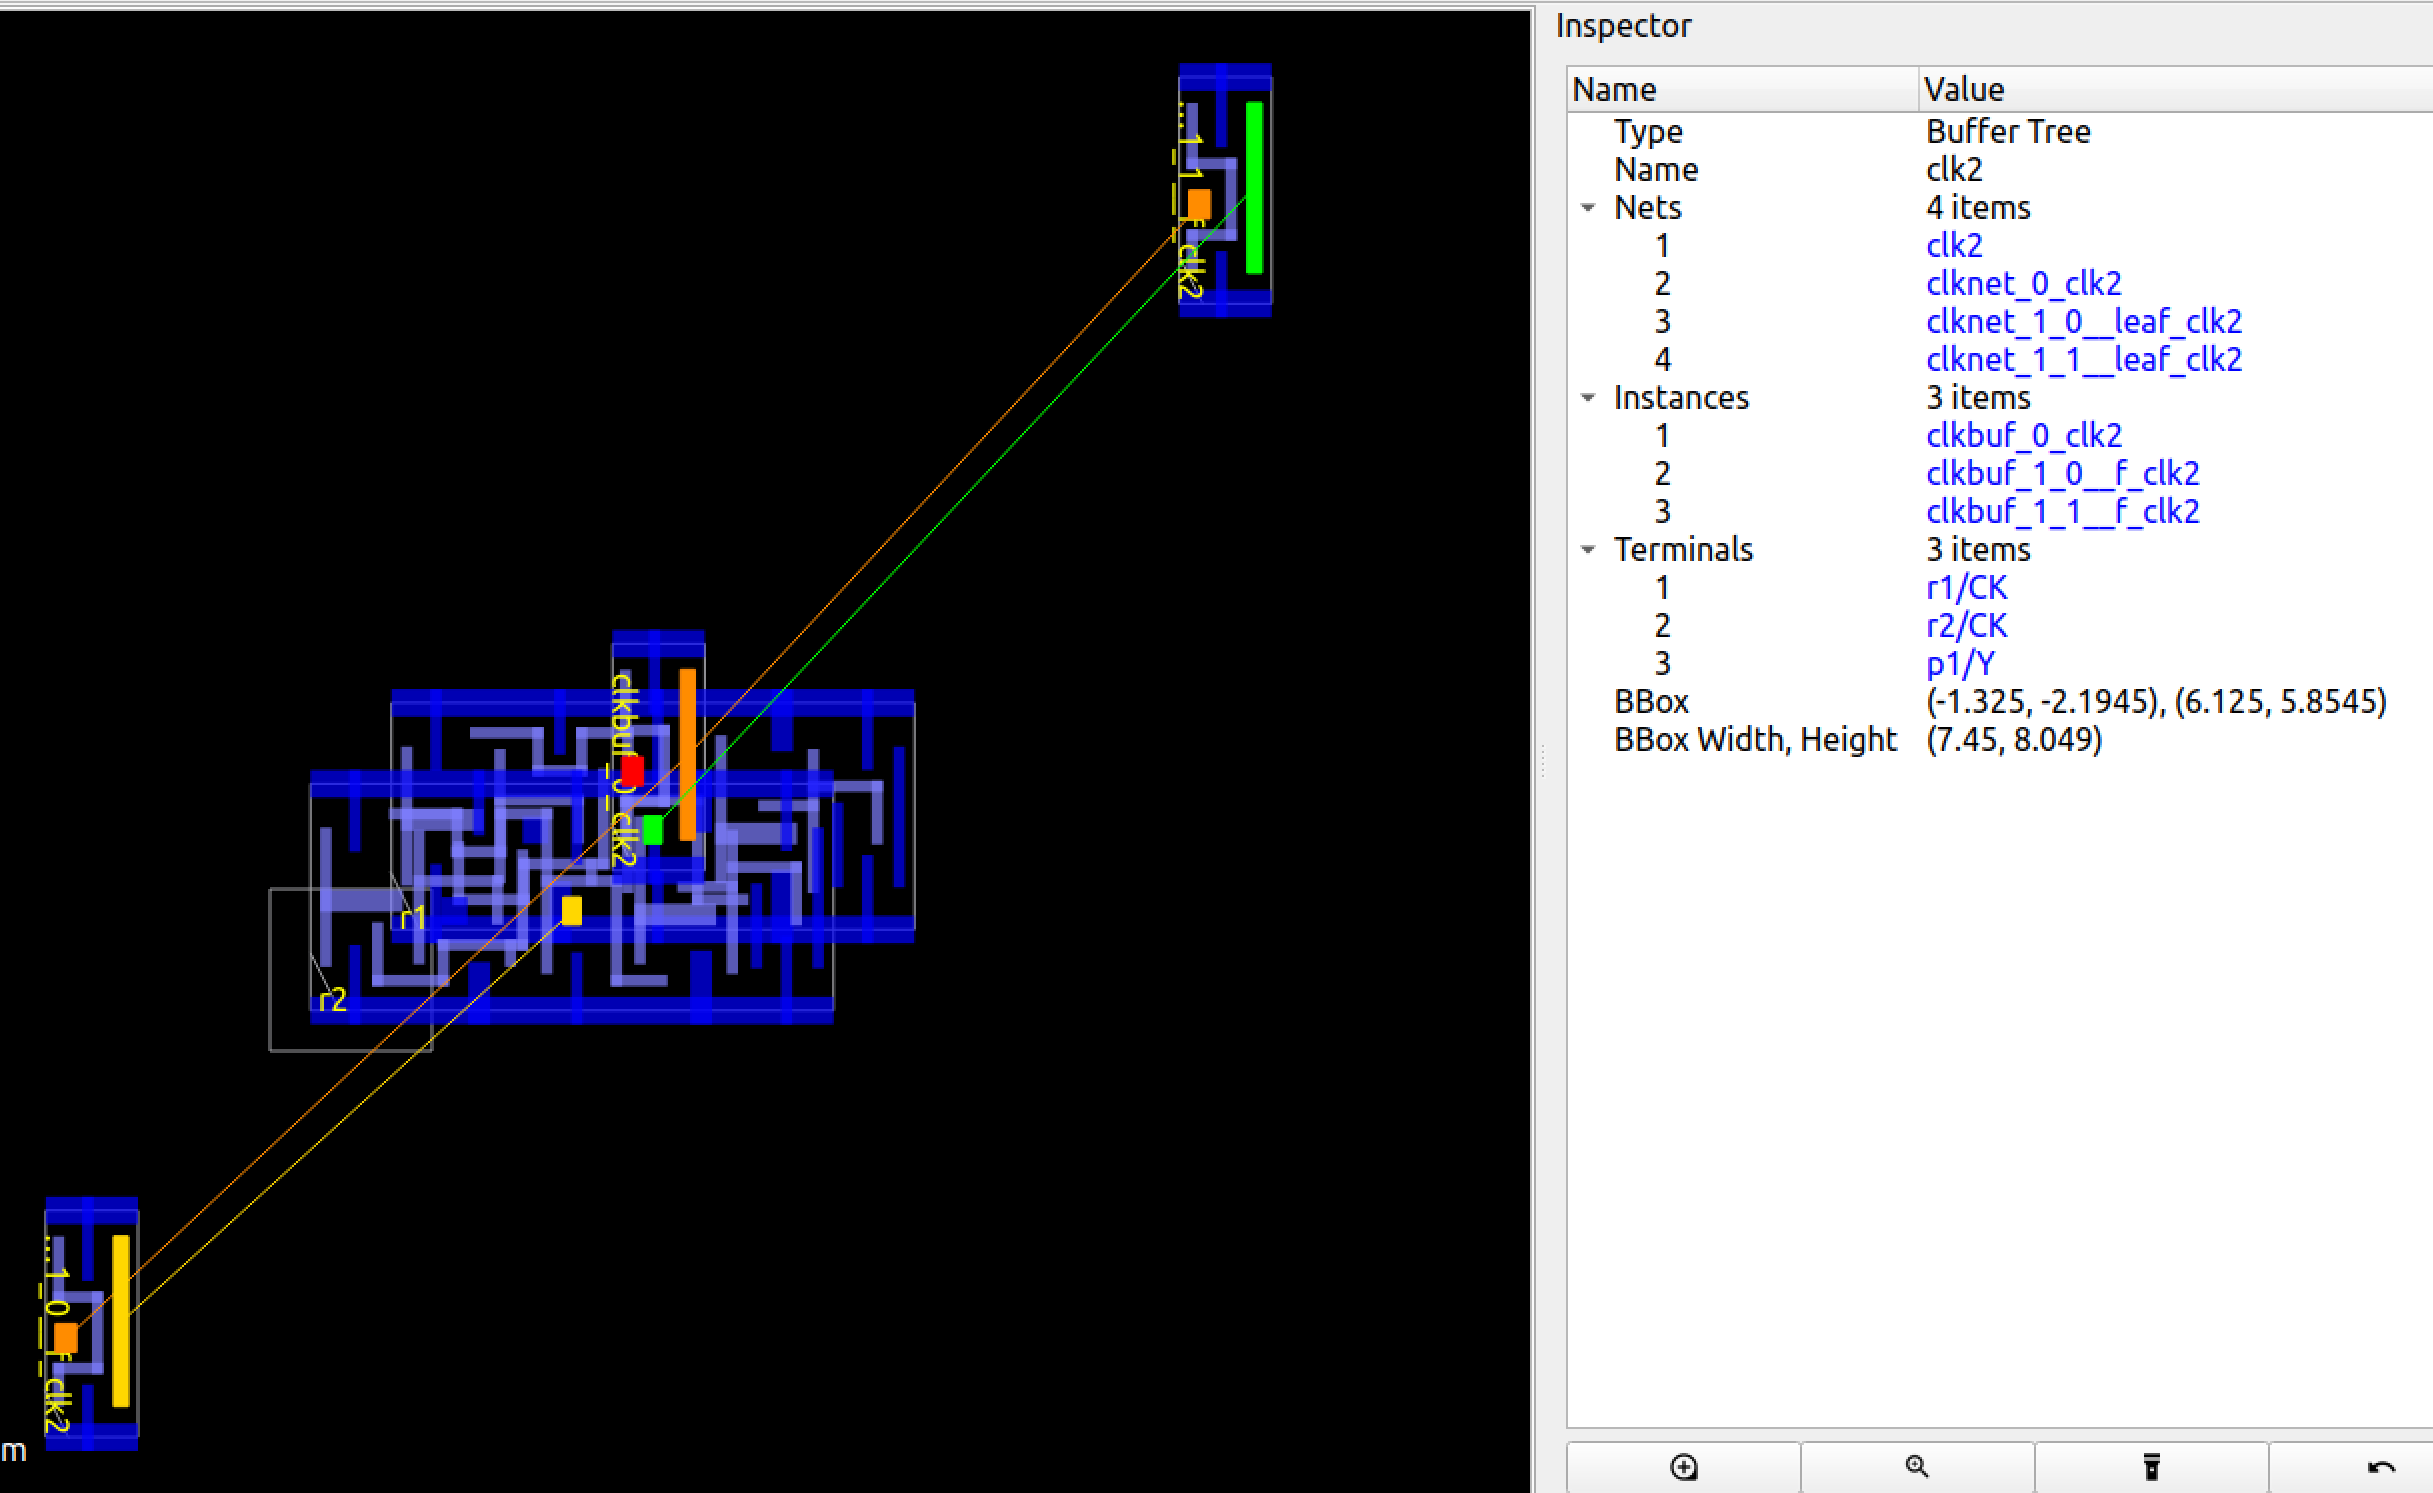 Inspector
Name Value
Type Buffer Tree
Name clk2
Nets 4 items
1 clk2
2 clknet_0_clk2
3 clknet_1_0__leaf_clk2
4 clknet_1_1__leaf_clk2
Instances 3 items
1 clkbuf_0_clk2
2 clkbuf_1_0__f_clk2
3 clkbuf_1_1__f_clk2
Terminals 3 items
1 r1/CK
2 r2/CK
3 p1/Y
BBox (-1.325, -2.1945), (6.125, 5.8545)
BBox Width, Height (7.45, 8.049)
...1_1__f_clk2
clkbuf_0_clk2
r1
r2
...1_0__f_clk2
m